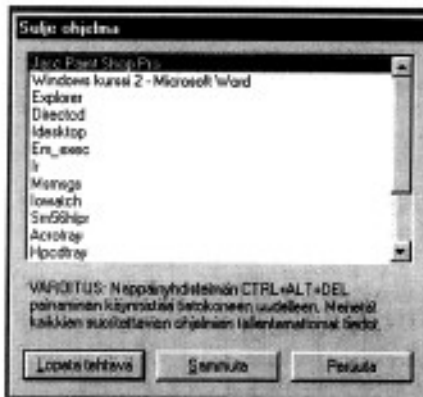 Sulje ohjelma
Jasc Paint Shop Pro
Windows kurssi 2 - Microsoft Word
Explorer
Directcd
Idesktop
Em_exec
Ir
Msmsgs
Iowatch
Sm56hlpr
Acrotray
Hpodtray
VAROITUS: Näppäinyhdistelmän CTRL+ALT+DEL
painaminen käynnistää tietokoneen uudelleen. Menetät
kaikkien suoritettavien ohjelmien tallentamattomat tiedot.
Lopeta tehtävä
Sammuta
Peruuta